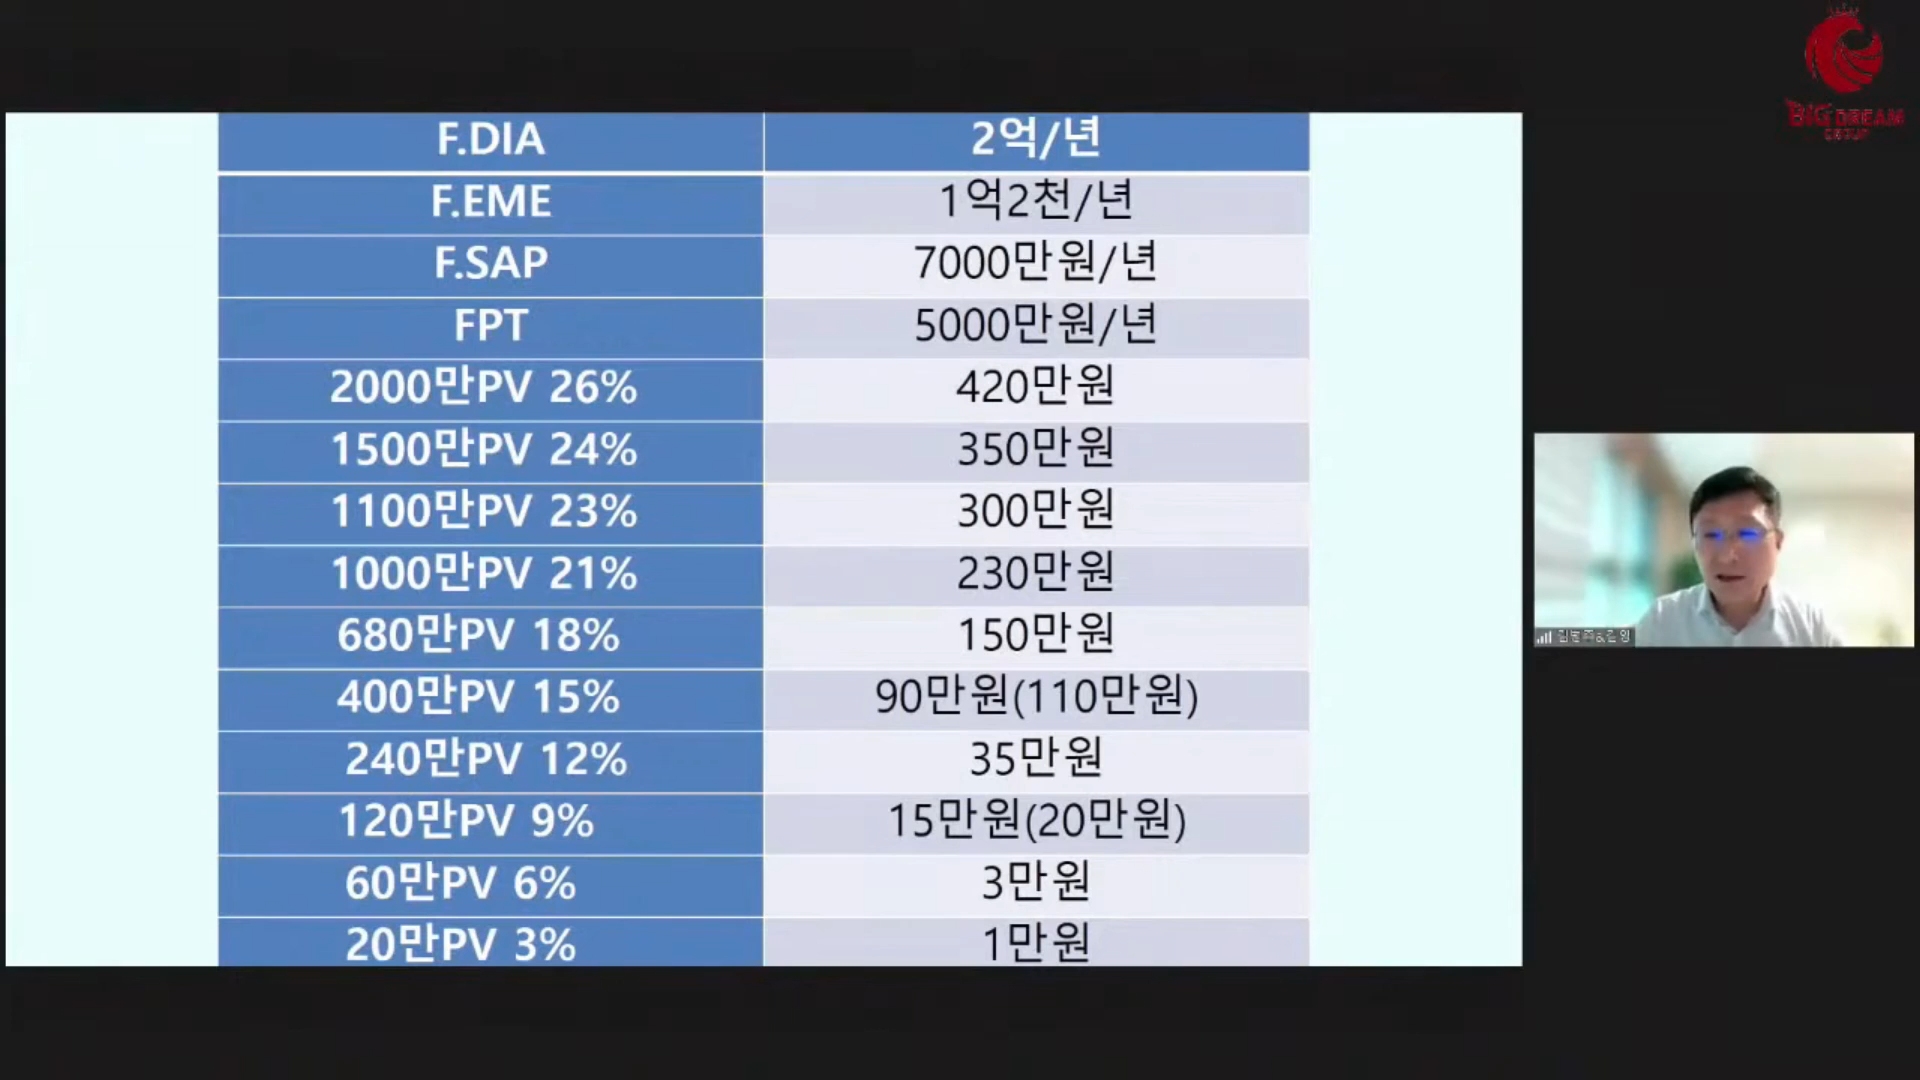 BIG DREAM
GROUP
F.DIA 2억/년
F.EME 1억2천/년
F.SAP 7000만원/년
FPT 5000만원/년
2000만PV 26% 420만원
1500만PV 24% 350만원
1100만PV 23% 300만원
1000만PV 21% 230만원
680만PV 18% 150만원
400만PV 15% 90만원(110만원)
240만PV 12% 35만원
120만PV 9% 15만원(20만원)
60만PV 6% 3만원
20만PV 3% 1만원